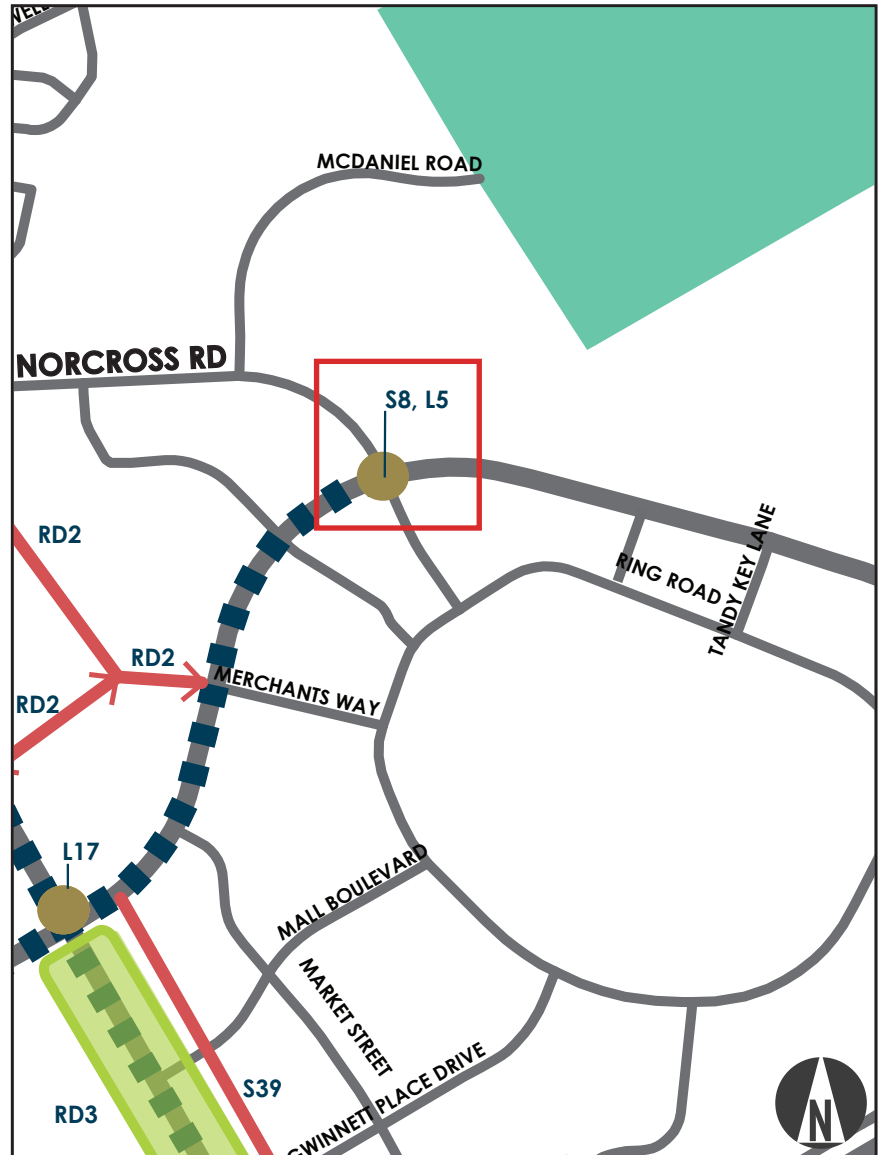 MCDANIEL ROAD
NORCROSS RD
S8, L5
RD2
RING ROAD
TANDY KEY LANE
RD2
MERCHANTS WAY
RD2
L17
MALL BOULEVARD
MARKET STREET
GWINNETT PLACE DRIVE
S39
RD3
N